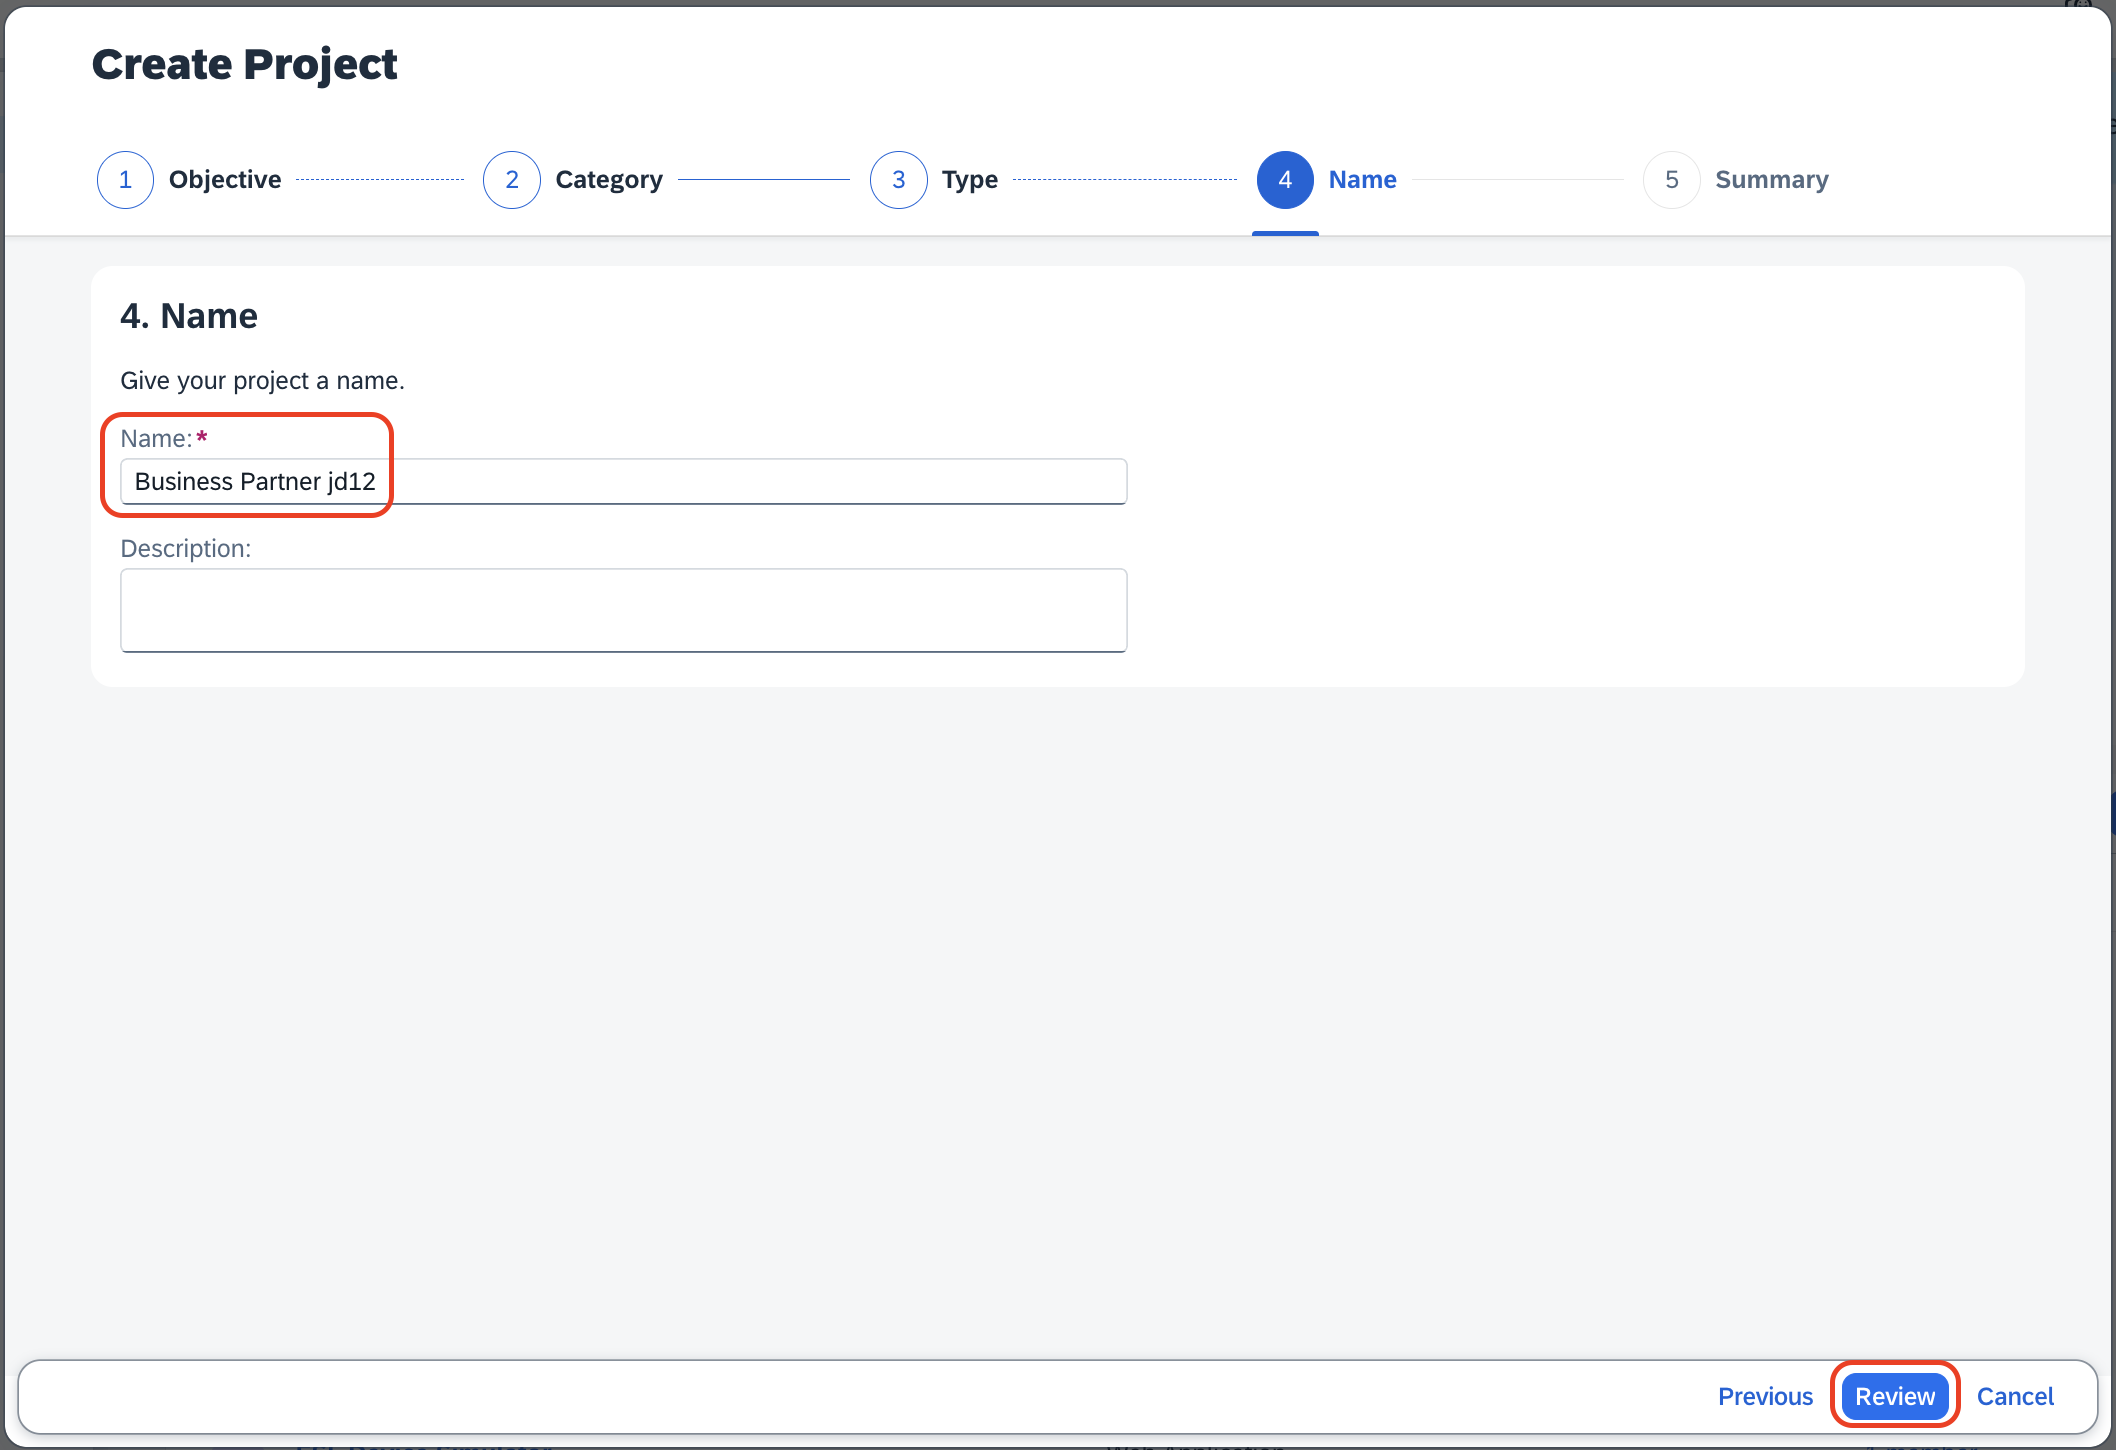 Create Project
1 Objective 2 Category 3 Type 4 Name 5 Summary
4. Name
Give your project a name.
Name:*
Business Partner jd12
Description:
Previous Review Cancel